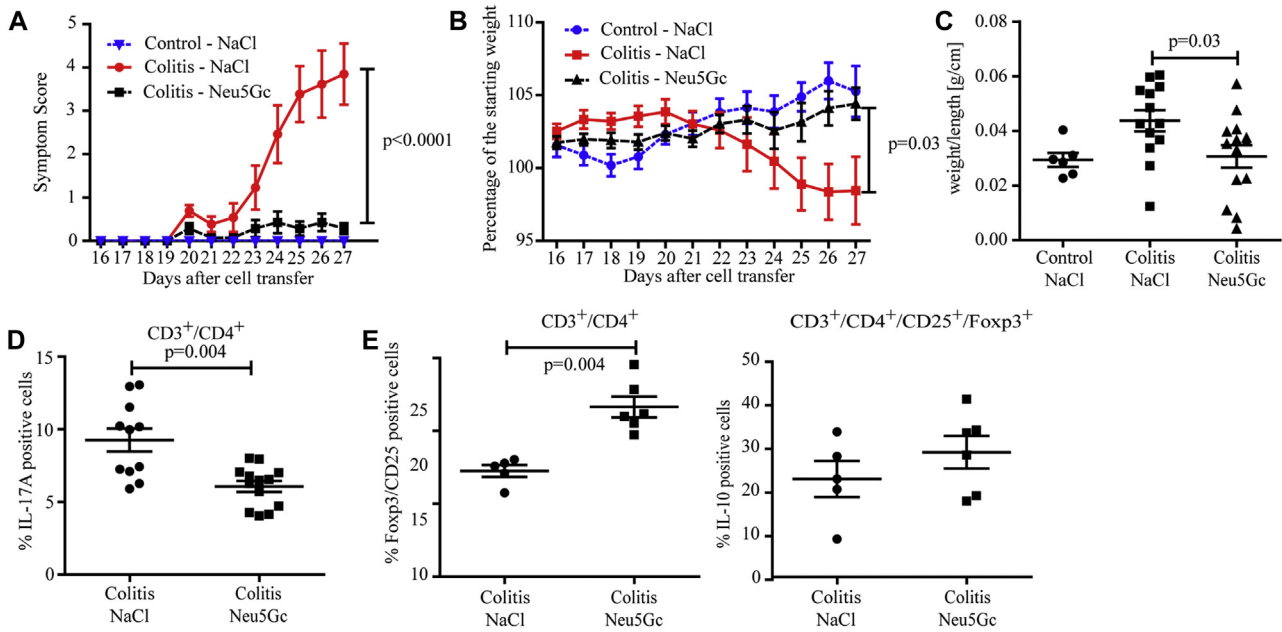 A
Symptom Score
5
4
3
2
1
0
Control - NaCl
Colitis - NaCl
Colitis - Neu5Gc
p<0.0001
16 17 18 19 20 21 22 23 24 25 26 27
Days after cell transfer
B
Percentage of the starting weight
110
105
100
95
Control - NaCl
Colitis - NaCl
Colitis - Neu5Gc
p=0.03
16 17 18 19 20 21 22 23 24 25 26 27
Days after cell transfer
C
weight/length [g/cm]
0.08
0.06
0.04
0.02
0.00
p=0.03
Control
NaCl
Colitis
NaCl
Colitis
Neu5Gc
D
CD3+/CD4+
p=0.004
% IL-17A positive cells
15
10
5
0
Colitis
NaCl
Colitis
Neu5Gc
E
CD3+/CD4+
p=0.004
% Foxp3/CD25 positive cells
25
20
15
10
Colitis
NaCl
Colitis
Neu5Gc
CD3+/CD4+/CD25+/Foxp3+
% IL-10 positive cells
50
40
30
20
10
0
Colitis
NaCl
Colitis
Neu5Gc